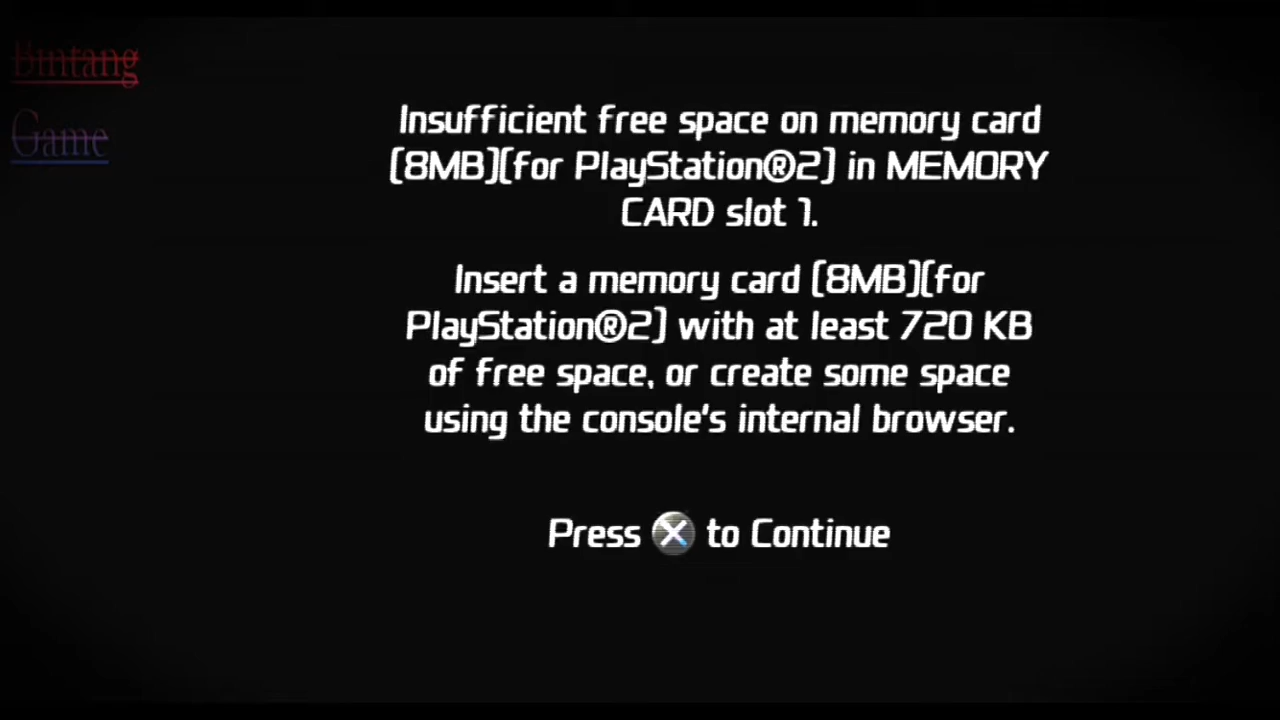 Bintang
Game
Insufficient free space on memory card
(8MB)(for PlayStation®2) in MEMORY
CARD slot 1.
Insert a memory card (8MB)(for
PlayStation®2) with at least 720 KB
of free space, or create some space
using the console's internal browser.
Press X to Continue